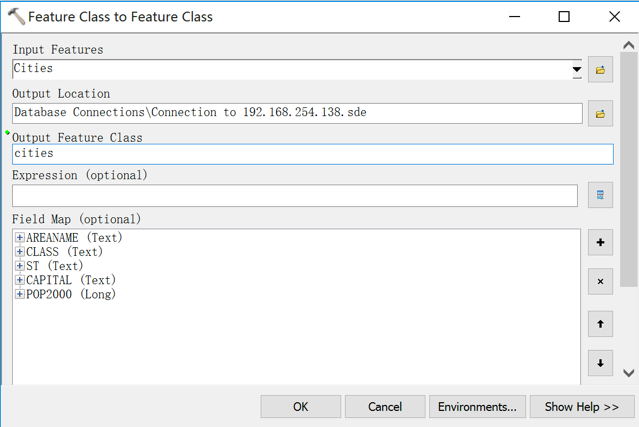 Feature Class to Feature Class
Input Features
Cities
Output Location
Database Connections\Connection to 192.168.254.138.sde
Output Feature Class
cities
Expression (optional)
Field Map (optional)
AREANAME (Text)
CLASS (Text)
ST (Text)
CAPITAL (Text)
POP2000 (Long)
OK
Cancel
Environments...
Show Help >>